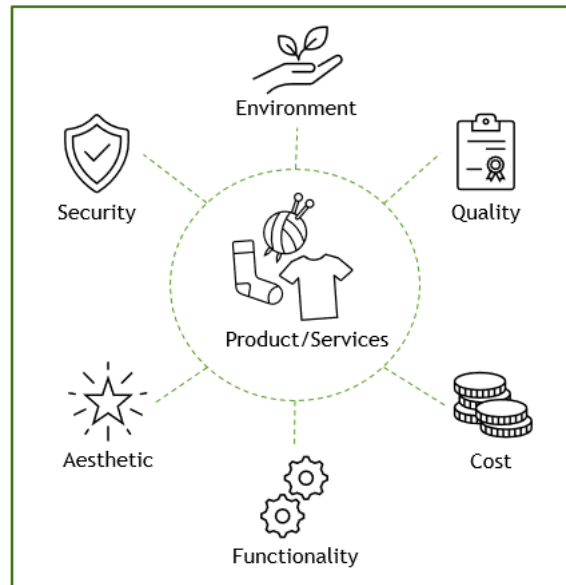 Environment
Security
Quality
Product/Services
Aesthetic
Cost
Functionality